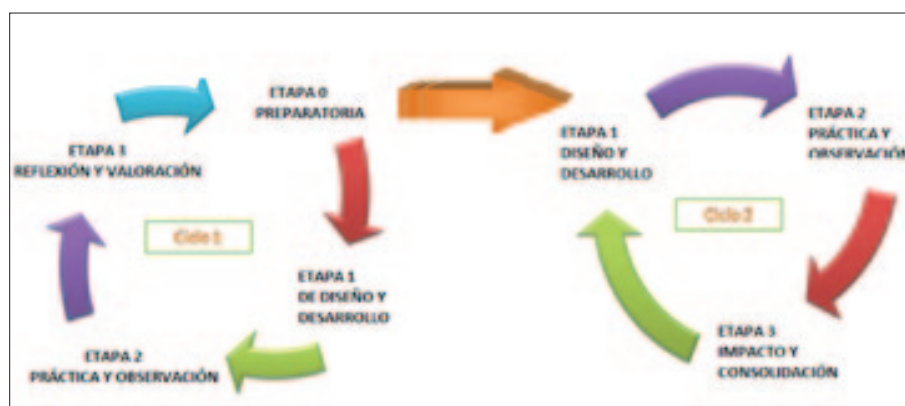 ETAPA 0
PREPARATORIA
ETAPA 1
DE DISEÑO Y
DESARROLLO
ETAPA 2
PRÁCTICA Y OBSERVACIÓN
ETAPA 3
REFLEXIÓN Y VALORACIÓN
Ciclo 1
ETAPA 1
DISEÑO Y
DESARROLLO
ETAPA 2
PRÁCTICA Y
OBSERVACIÓN
ETAPA 3
IMPACTO Y
CONSOLIDACIÓN
Ciclo 2